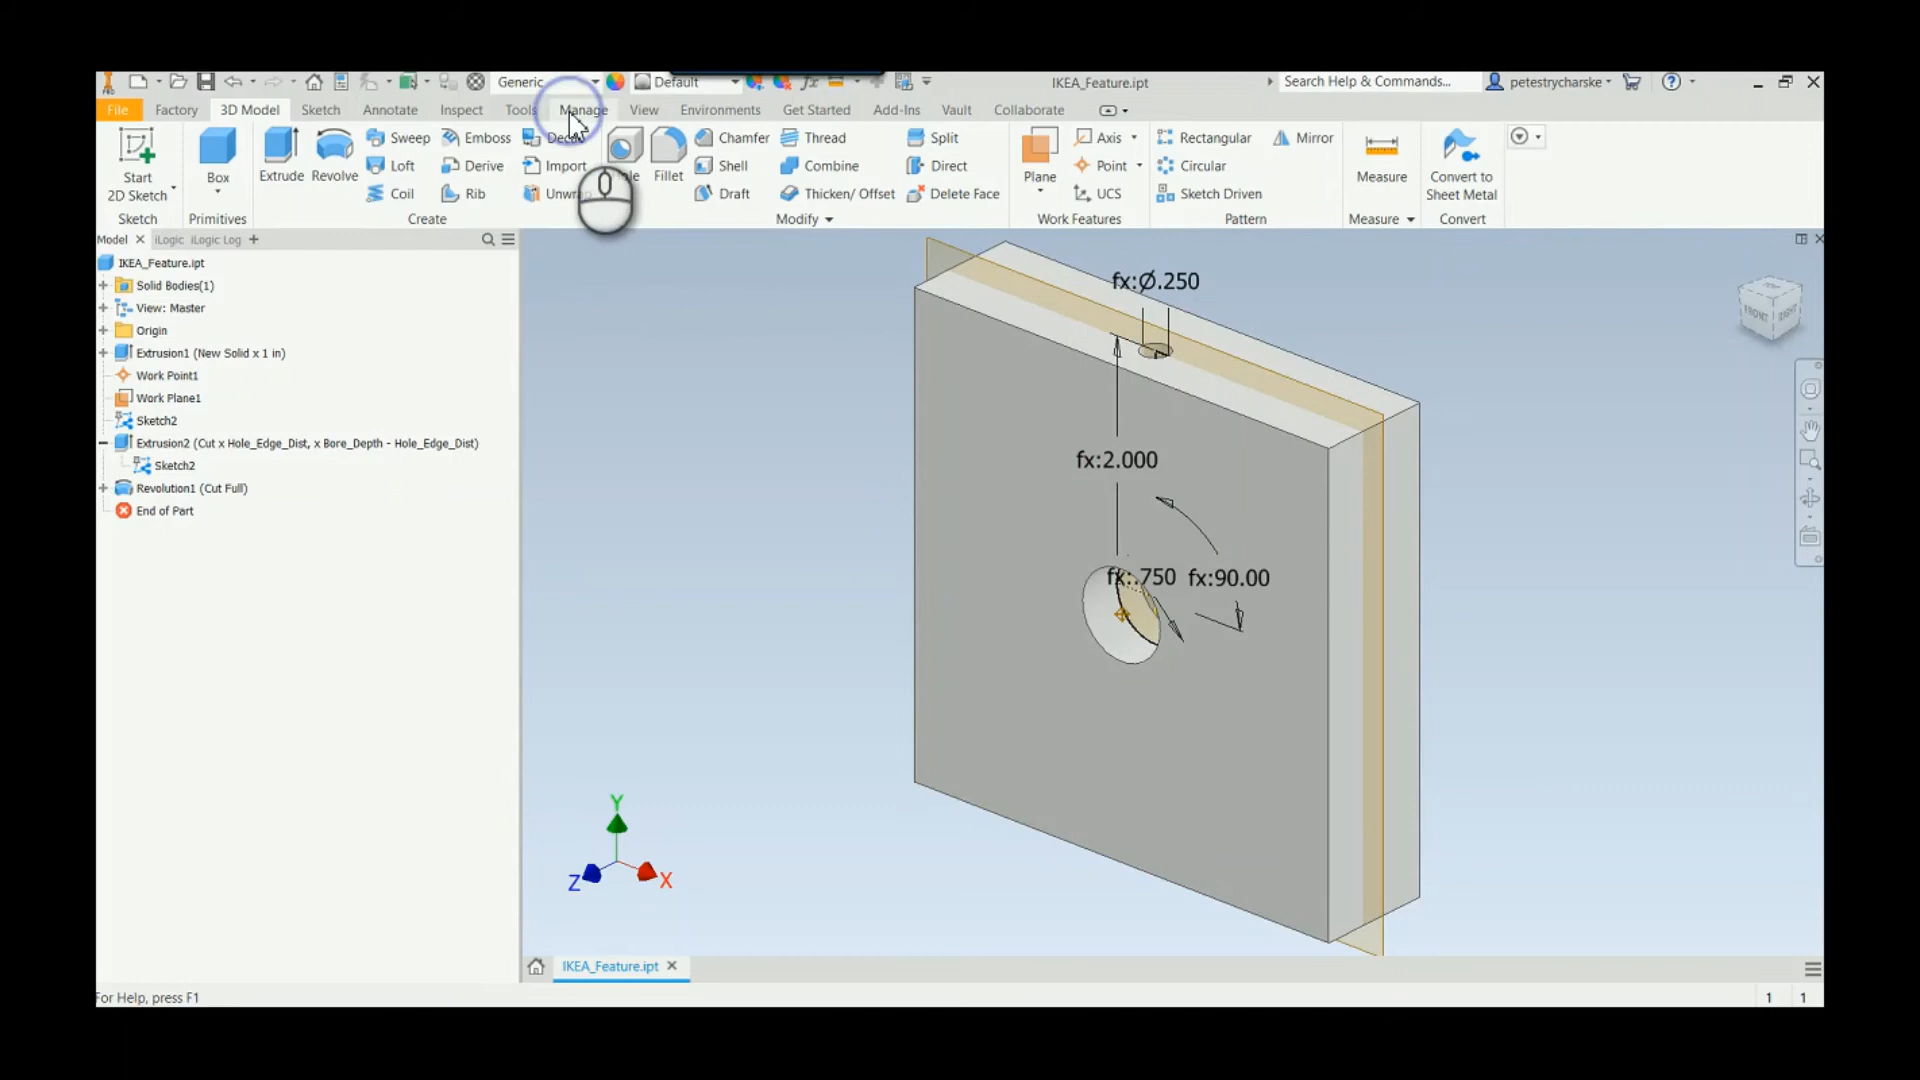 Generic
Default
IKEA_Feature.ipt
Search Help & Commands...
petestrycharske
File
Factory
3D Model
Sketch
Annotate
Inspect
Tools
Manage
View
Environments
Get Started
Add-Ins
Vault
Collaborate
Start
2D Sketch
Sketch
Box
Primitives
Extrude
Revolve
Sweep
Loft
Coil
Emboss
Derive
Rib
Import
Create
Fillet
Chamfer
Shell
Draft
Thread
Combine
Thicken/ Offset
Split
Direct
Delete Face
Modify
Plane
Axis
Point
UCS
Work Features
Rectangular
Circular
Sketch Driven
Mirror
Pattern
Measure
Measure
Convert to
Sheet Metal
Convert
Model
iLogic
iLogic Log
IKEA_Feature.ipt
Solid Bodies(1)
View: Master
Origin
Extrusion1 (New Solid x 1 in)
Work Point1
Work Plane1
Sketch2
Extrusion2 (Cut x Hole_Edge_Dist, x Bore_Depth - Hole_Edge_Dist)
Sketch2
Revolution1 (Cut Full)
End of Part
fx:Ø.250
fx:2.000
fx:.750
fx:90.00
TOP
FRONT
RIGHT
Y
Z
X
IKEA_Feature.ipt
For Help, press F1
1
1